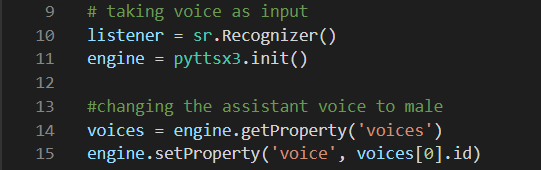 9 # taking voice as input
10 listener = sr.Recognizer()
11 engine = pyttsx3.init()
12
13 #changing the assistant voice to male
14 voices = engine.getProperty('voices')
15 engine.setProperty('voice', voices[0].id)